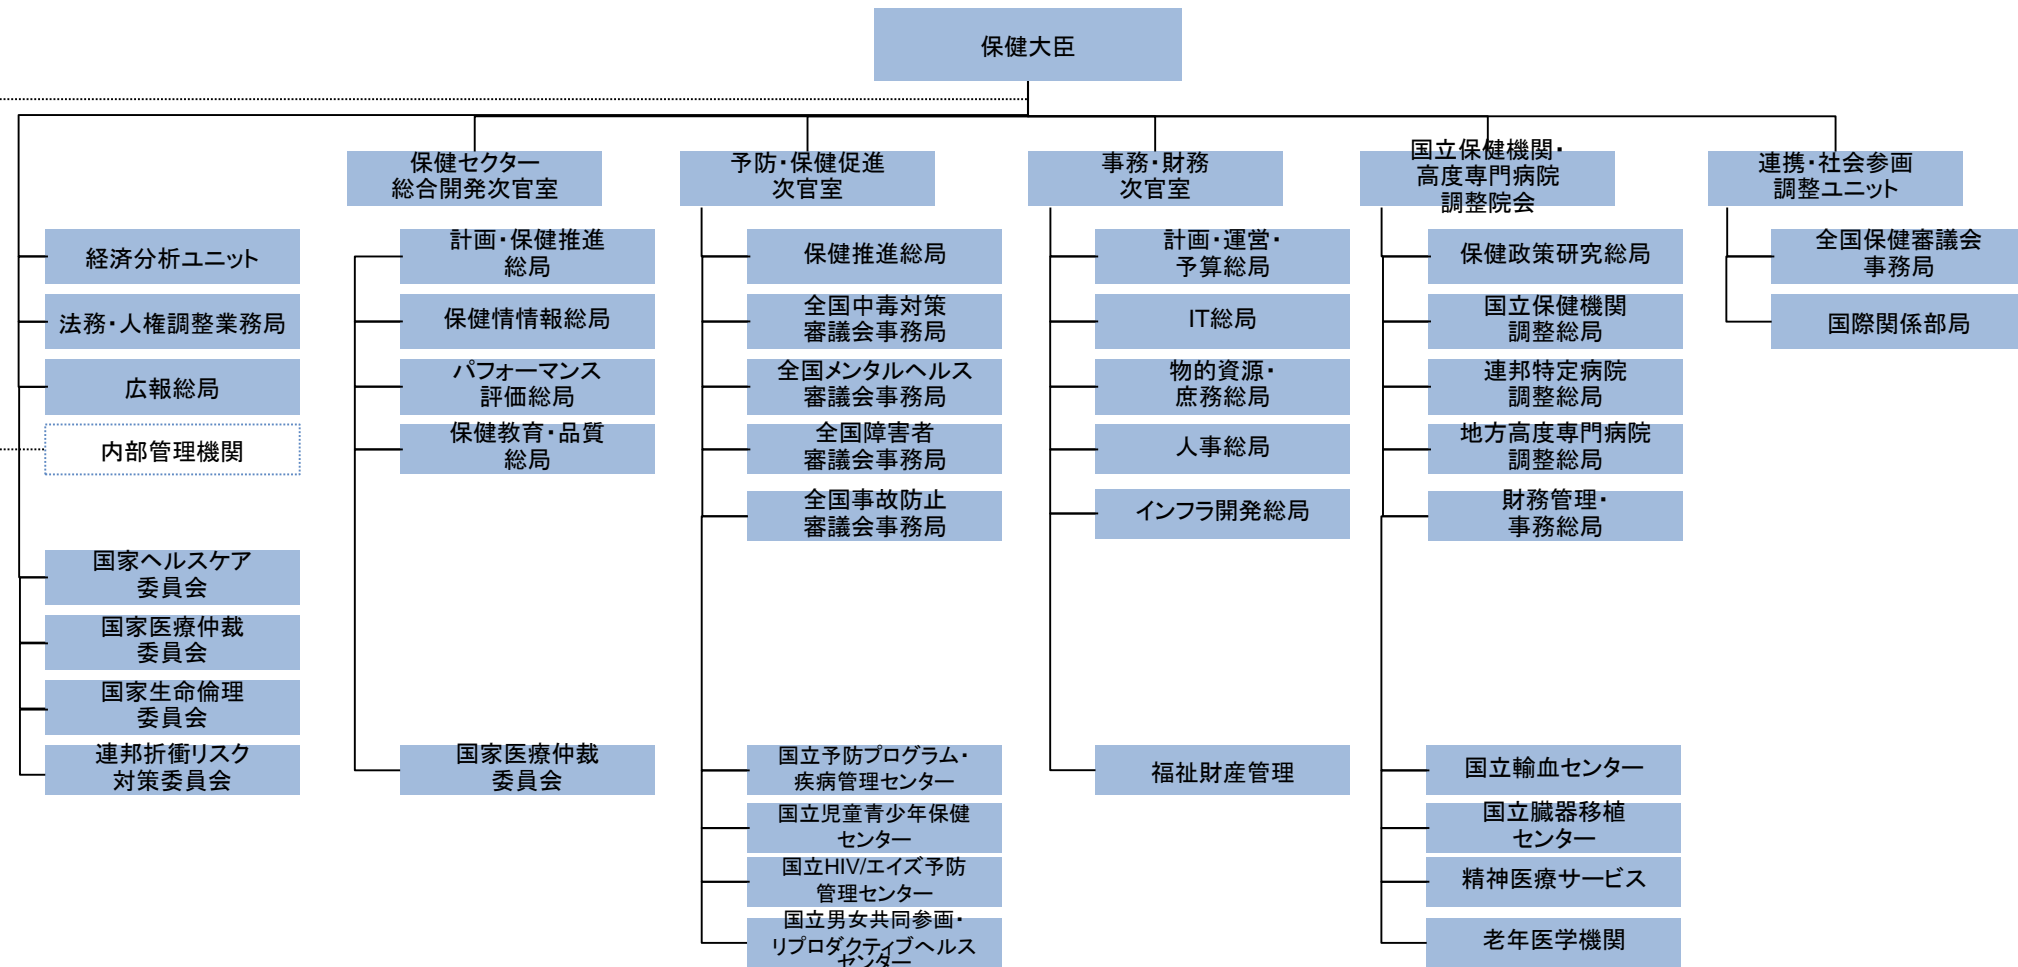 保健大臣
保健セクター
総合開発次官室
予防・保健促進
次官室
事務・財務
次官室
国立保健機関・
高度専門病院
調整院会
連携・社会参画
調整ユニット
経済分析ユニット
法務・人権調整業務局
広報総局
内部管理機関
国家ヘルスケア
委員会
国家医療仲裁
委員会
国家生命倫理
委員会
連邦折衝リスク
対策委員会
計画・保健推進
総局
保健情情報総局
パフォーマンス
評価総局
保健教育・品質
総局
国家医療仲裁
委員会
保健推進総局
全国中毒対策
審議会事務局
全国メンタルヘルス
審議会事務局
全国障害者
審議会事務局
全国事故防止
審議会事務局
国立予防プログラム・
疾病管理センター
国立児童青少年保健
センター
国立HIV/エイズ予防
管理センター
国立男女共同参画・
リプロダクティブヘルス
センター
計画・運営・
予算総局
IT総局
物的資源・
庶務総局
人事総局
インフラ開発総局
福祉財産管理
保健政策研究総局
国立保健機関
調整総局
連邦特定病院
調整総局
地方高度専門病院
調整総局
財務管理・
事務総局
国立輸血センター
国立臓器移植
センター
精神医療サービス
老年医学機関
全国保健審議会
事務局
国際関係部局